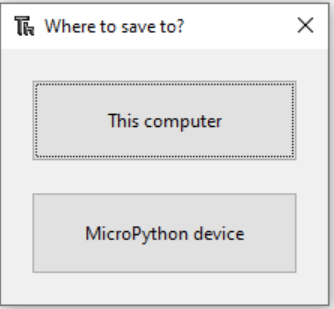 Where to save to?
This computer
MicroPython device